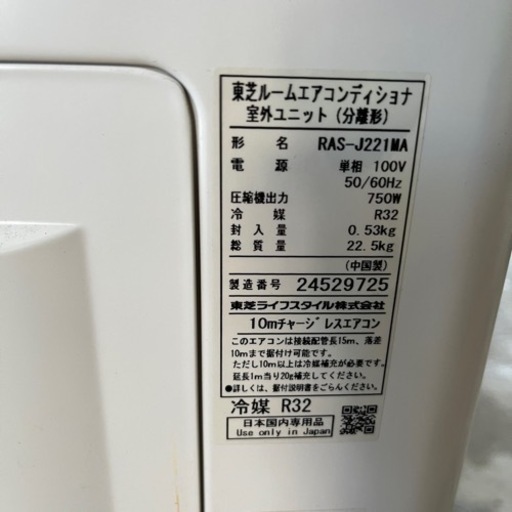 東芝ルームエアコンディショナ
室外ユニット（分離形）
形名 RAS-J221MA
電源 単相 100V
50/60Hz
圧縮機出力 750W
冷媒 R32
封入量 0.53kg
総質量 22.5kg
（中国製）
製造番号 24529725
東芝ライフスタイル株式会社
10mチャージレスエアコン
このエアコンは接続配管長15m、落差
10mまで据付け可能です。
ただし10m以上は冷媒補充が必要です。
延長1m当り20g補充してください。
●詳しくは、据付説明書をごらんください。
冷媒 R32
日本国内専用品
Use only in Japan